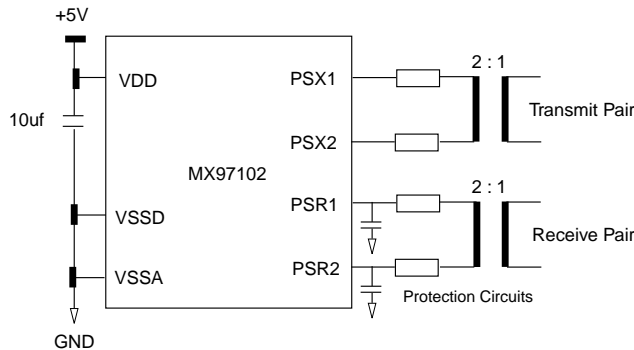 +5V
VDD
10uf
VSSD
VSSA
GND
MX97102
PSX1
PSX2
PSR1
PSR2
2 : 1
Transmit Pair
2 : 1
Receive Pair
Protection Circuits